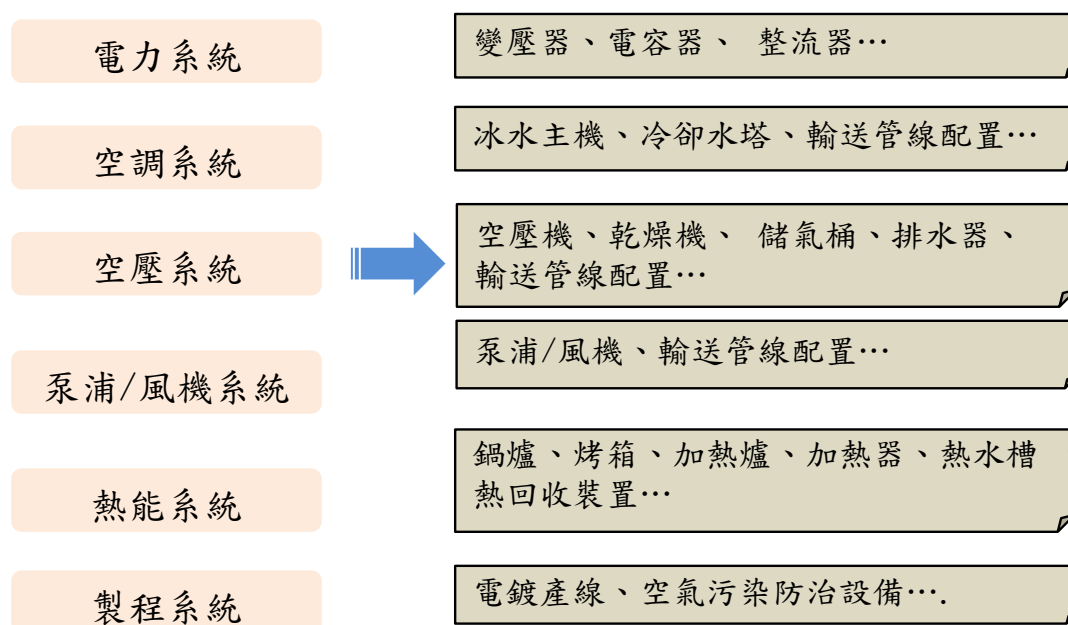 電力系統
變壓器、電容器、 整流器…
空調系統
冰水主機、冷卻水塔、輸送管線配置…
空壓系統
空壓機、乾燥機、 儲氣桶、排水器、
輸送管線配置…
泵浦/風機系統
泵浦/風機、輸送管線配置…
熱能系統
鍋爐、烤箱、加熱爐、加熱器、熱水槽
熱回收裝置…
製程系統
電鍍產線、空氣污染防治設備….